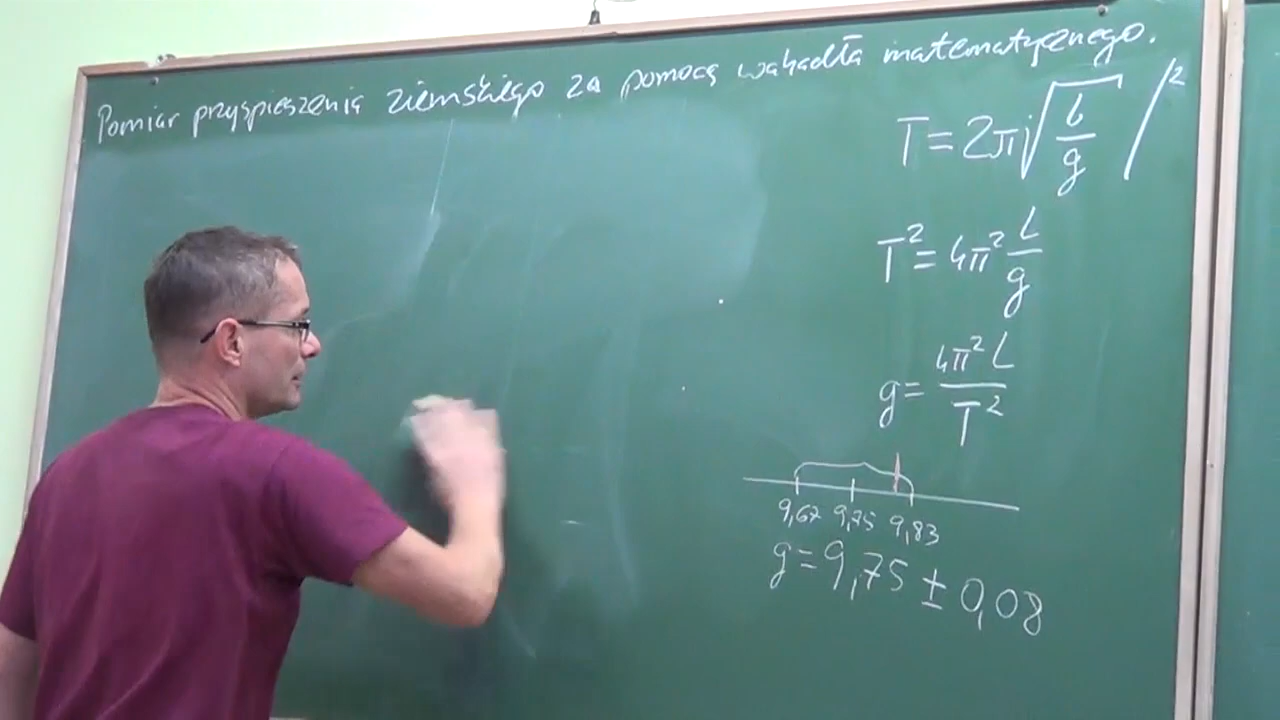 Pomiar przyspieszenia ziemskiego za pomocą wahadła matematycznego.
T = 2π√(l/g) /²
T² = 4π² l/g
g = 4π² l / T²
9,67 9,75 9,83
g = 9,75 ± 0,08